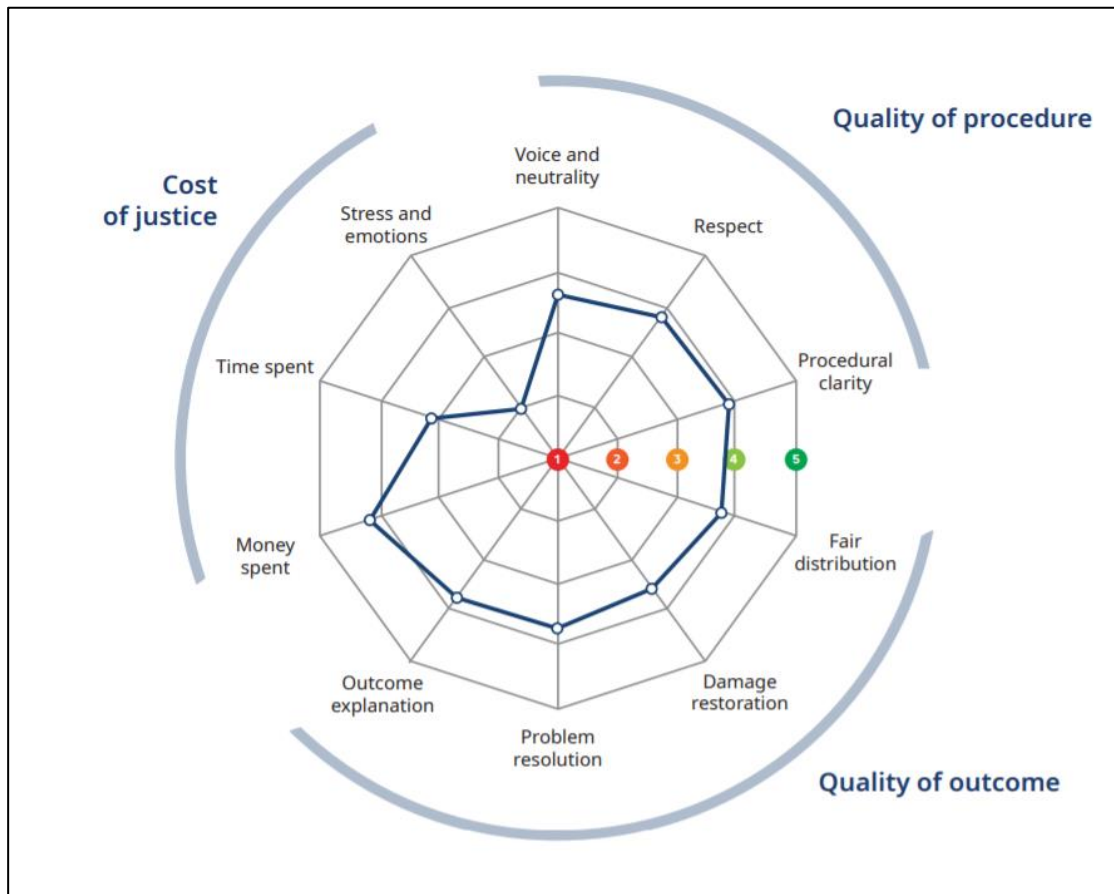 Quality of procedure
Cost
of justice
Voice and
neutrality
Stress and
emotions
Respect
Time spent
Procedural
clarity
1
2
3
4
5
Money
spent
Fair
distribution
Outcome
explanation
Damage
restoration
Problem
resolution
Quality of outcome